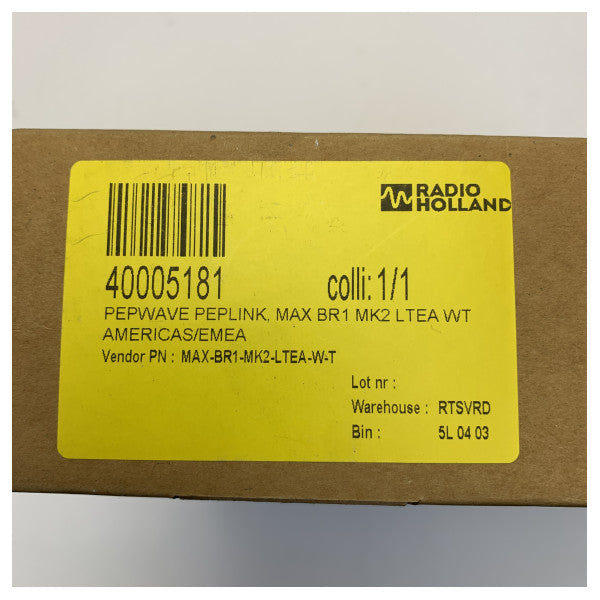 RADIO
HOLLAND
40005181 colli: 1/1
PEPWAVE PEPLINK, MAX BR1 MK2 LTEA WT
AMERICAS/EMEA
Vendor PN : MAX-BR1-MK2-LTEA-W-T
Lot nr :
Warehouse : RTSVRD
Bin : 5L 04 03